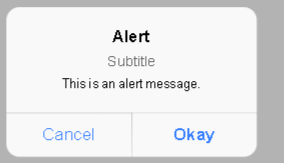 Alert
Subtitle
This is an alert message.
Cancel Okay